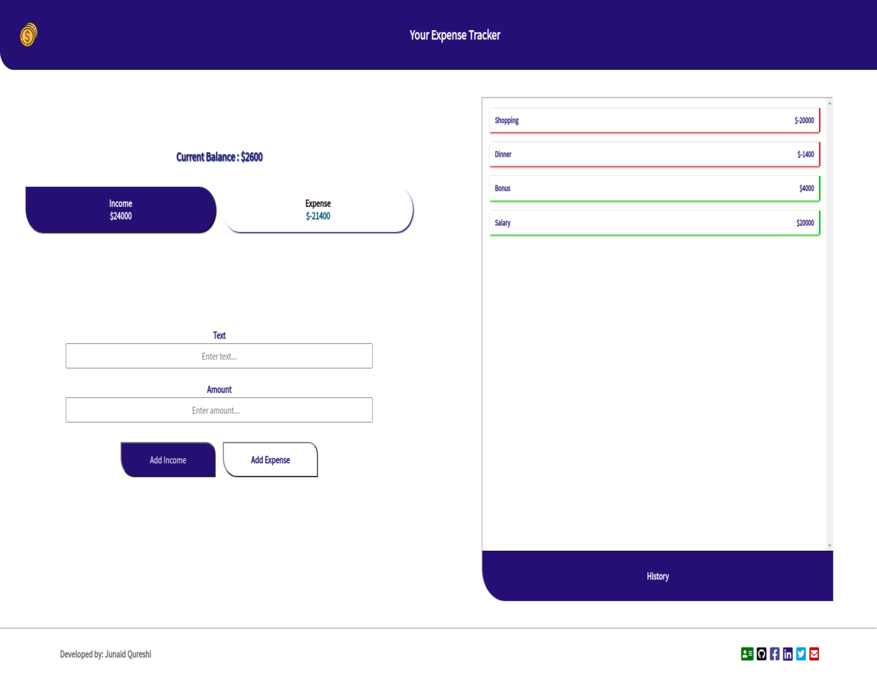 Your Expense Tracker
Current Balance : $2600
Income
$24000
Expense
$-21400
Text
Enter text...
Amount
Enter amount...
Add Income
Add Expense
Shopping $-20000
Dinner $-1400
Bonus $4000
Salary $20000
History
Developed by: Junaid Qureshi